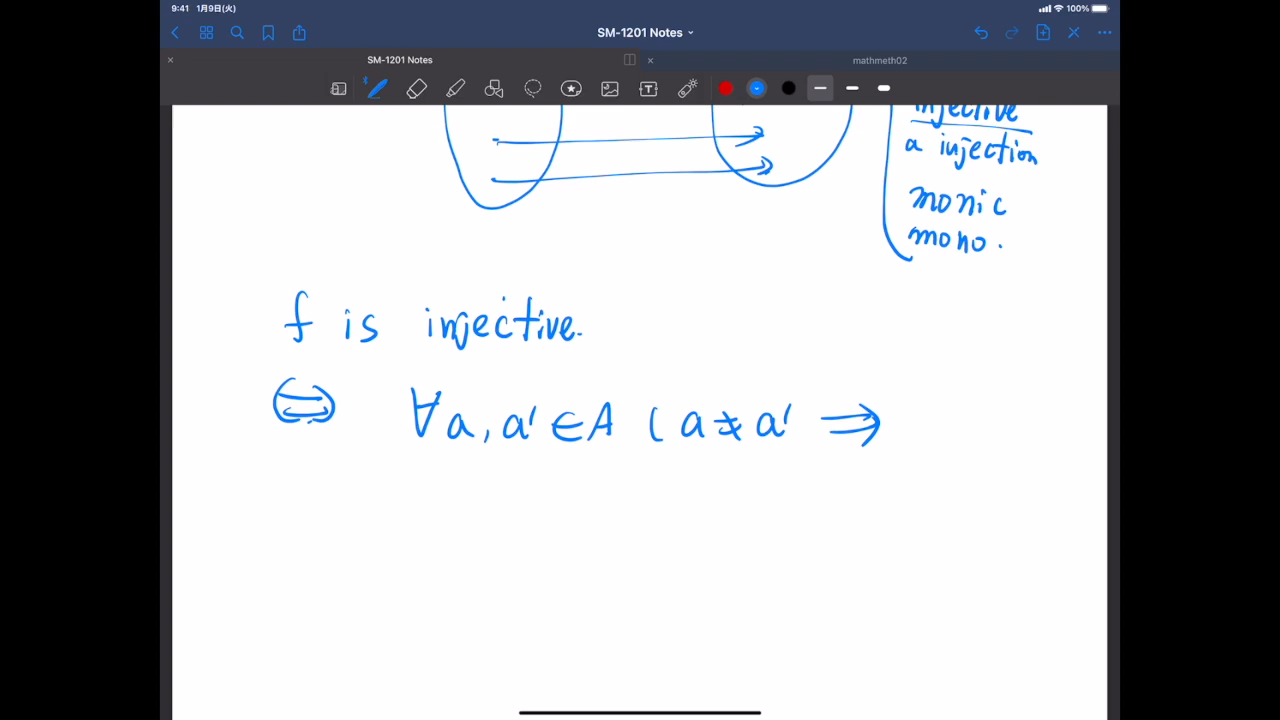 9:41 1月9日(火)
100%
SM-1201 Notes
SM-1201 Notes
mathmeth02
injective
a injection
monic
mono.
f is injective.
⇔ ∀a, a' ∈ A ( a ≠ a' ⇒